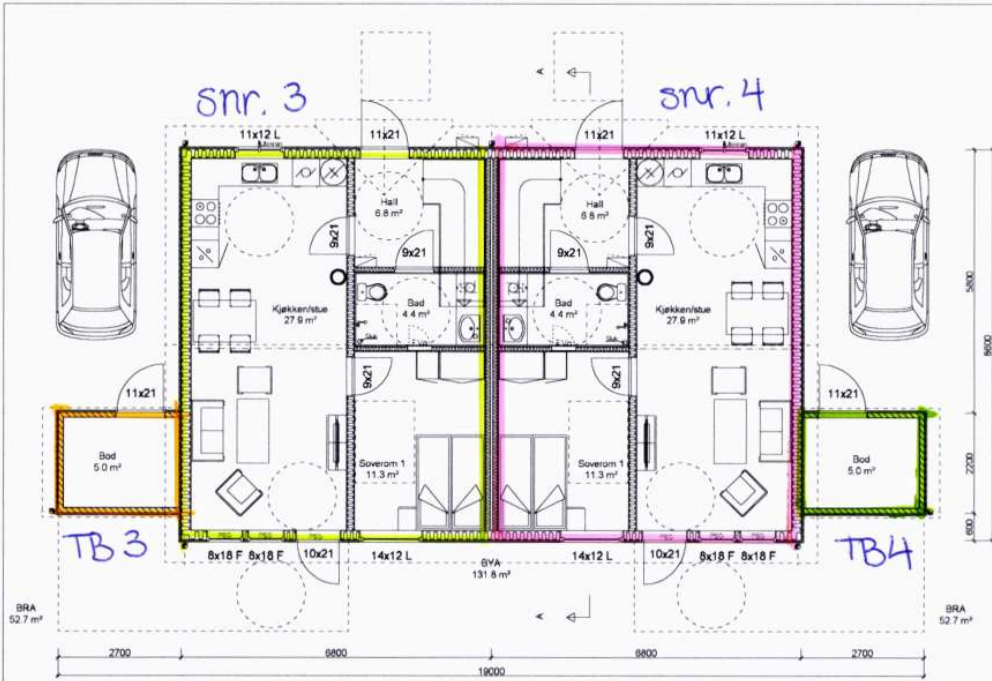 snr. 3
snr. 4
11x12 L
11x21
11x21
11x12 L
A
Hall
6.8 m²
Hall
6.8 m²
9x21
9x21
9x21
9x21
Kjøkken/stue
27.9 m²
Bad
4.4 m²
Bad
4.4 m²
Kjøkken/stue
27.9 m²
Sluk
Sluk
5800
8600
11x21
9x21
9x21
11x21
Bod
5.0 m²
Soverom 1
11.3 m²
Soverom 1
11.3 m²
Bod
5.0 m²
2200
600
TB 3
8x18 F
8x18 F
10x21
14x12 L
14x12 L
10x21
8x18 F
8x18 F
TB4
BYA
131.8 m²
BRA
52.7 m²
A
BRA
52.7 m²
2700
6800
6800
2700
19000